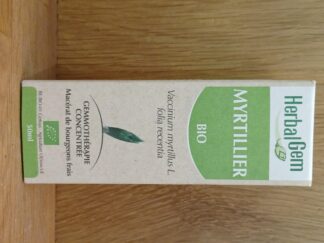 HerbalGem
MYRTILLIER
BIO
Vaccinium myrtillus L.
folia recentia
GEMMOTHÉRAPIE
CONCENTRÉE
Macérat de bourgeons frais
50ml